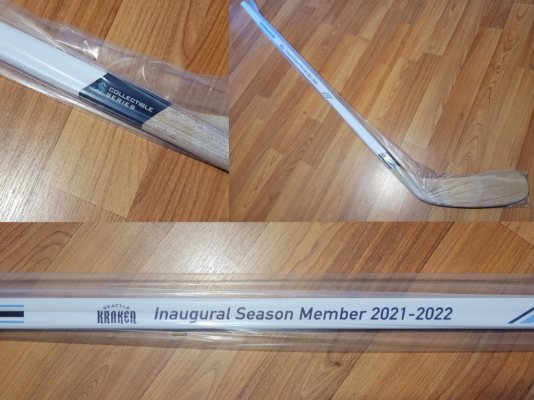 COLLECTIBLE
SERIES
SEATTLE
KRAKEN
Inaugural Season Member 2021-2022